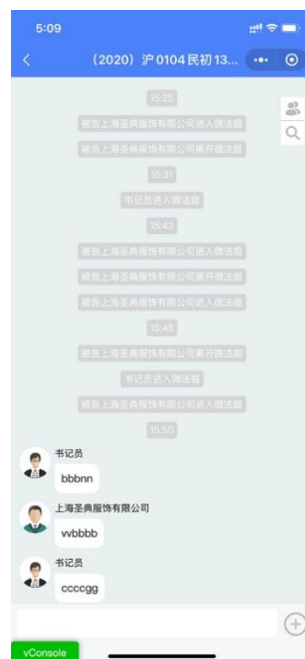 5:09
（2020）沪0104民初13...
15:25
被告上海圣典服饰有限公司进入微法庭
被告上海圣典服饰有限公司离开微法庭
15:31
书记员进入微法庭
15:43
被告上海圣典服饰有限公司进入微法庭
被告上海圣典服饰有限公司离开微法庭
被告上海圣典服饰有限公司进入微法庭
15:46
被告上海圣典服饰有限公司离开微法庭
书记员进入微法庭
被告上海圣典服饰有限公司进入微法庭
15:50
书记员
bbbnn
上海圣典服饰有限公司
vvbbbb
书记员
ccccgg
vConsole